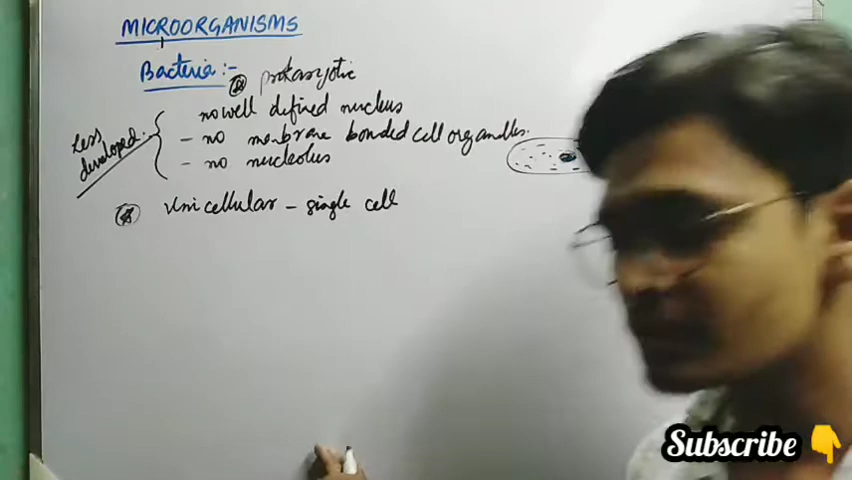 MICROORGANISMS
Bacteria :-
prokaryotic
no well defined nucleus
- no membrane bonded cell organelles.
- no nucleolus
Less
developed.
Unicellular - single cell
Subscribe